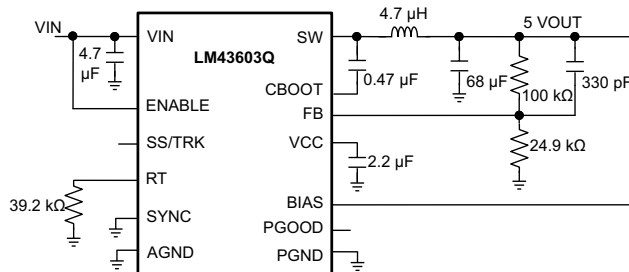 VIN
VIN
4.7
µF
LM43603Q
SW
4.7 µH
5 VOUT
0.47 µF
CBOOT
68 µF
100 kΩ
330 pF
ENABLE
FB
SS/TRK
VCC
2.2 µF
24.9 kΩ
RT
39.2 kΩ
BIAS
SYNC
PGOOD
AGND
PGND